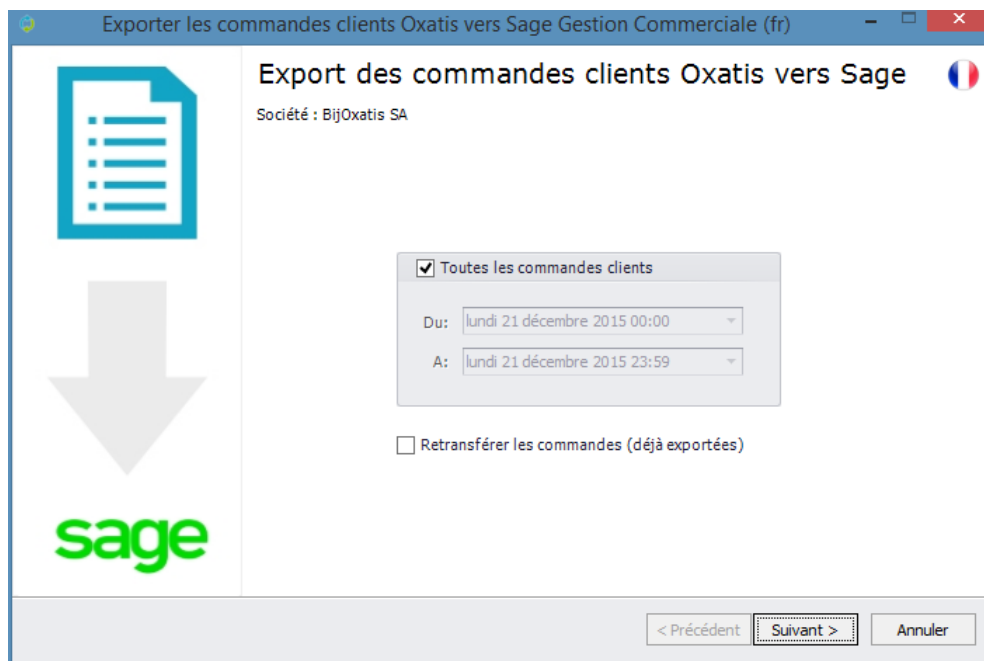 Exporter les commandes clients Oxatis vers Sage Gestion Commerciale (fr)
Export des commandes clients Oxatis vers Sage
Société : BijOxatis SA
Toutes les commandes clients
Du: lundi 21 décembre 2015 00:00
A: lundi 21 décembre 2015 23:59
Retransférer les commandes (déjà exportées)
sage
< Précédent Suivant > Annuler